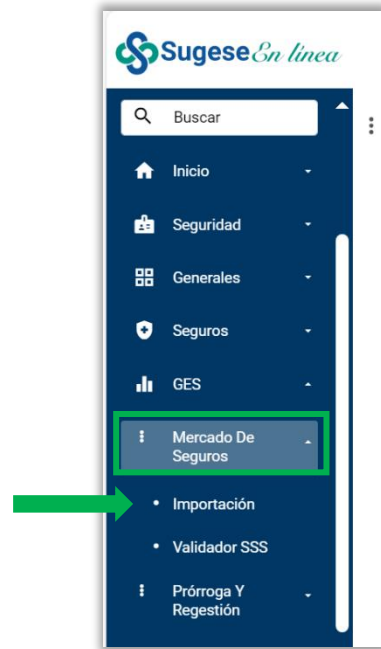 Sugese En línea
Buscar
Inicio
Seguridad
Generales
Seguros
GES
Mercado De
Seguros
Importación
Validador SSS
Prórroga Y
Regestión